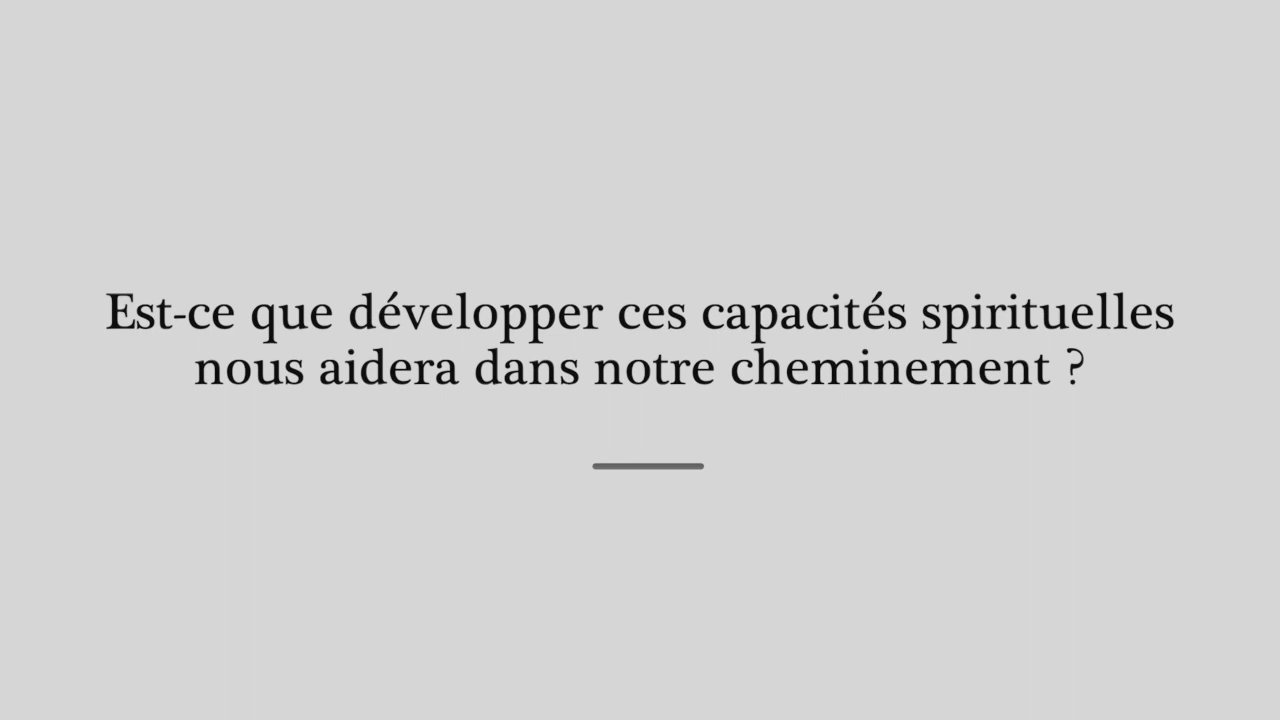 Est-ce que développer ces capacités spirituelles
nous aidera dans notre cheminement ?